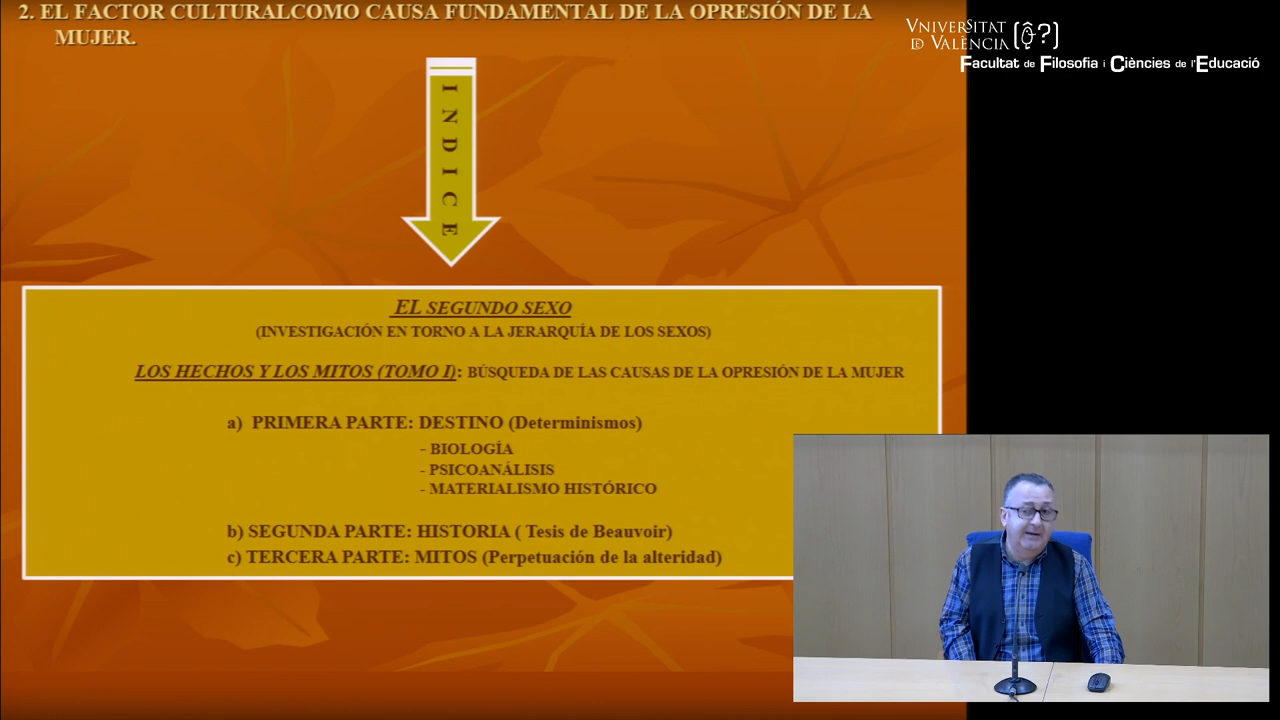 2. EL FACTOR CULTURALCOMO CAUSA FUNDAMENTAL DE LA OPRESIÓN DE LA
MUJER.
VNIVERSITAT
DE VALÈNCIA
Facultat de Filosofia i Ciències de l'Educació
INDICE
EL SEGUNDO SEXO
(INVESTIGACIÓN EN TORNO A LA JERARQUÍA DE LOS SEXOS)
LOS HECHOS Y LOS MITOS (TOMO I): BÚSQUEDA DE LAS CAUSAS DE LA OPRESIÓN DE LA MUJER
a) PRIMERA PARTE: DESTINO (Determinismos)
- BIOLOGÍA
- PSICOANÁLISIS
- MATERIALISMO HISTÓRICO
b) SEGUNDA PARTE: HISTORIA ( Tesis de Beauvoir)
c) TERCERA PARTE: MITOS (Perpetuación de la alteridad)